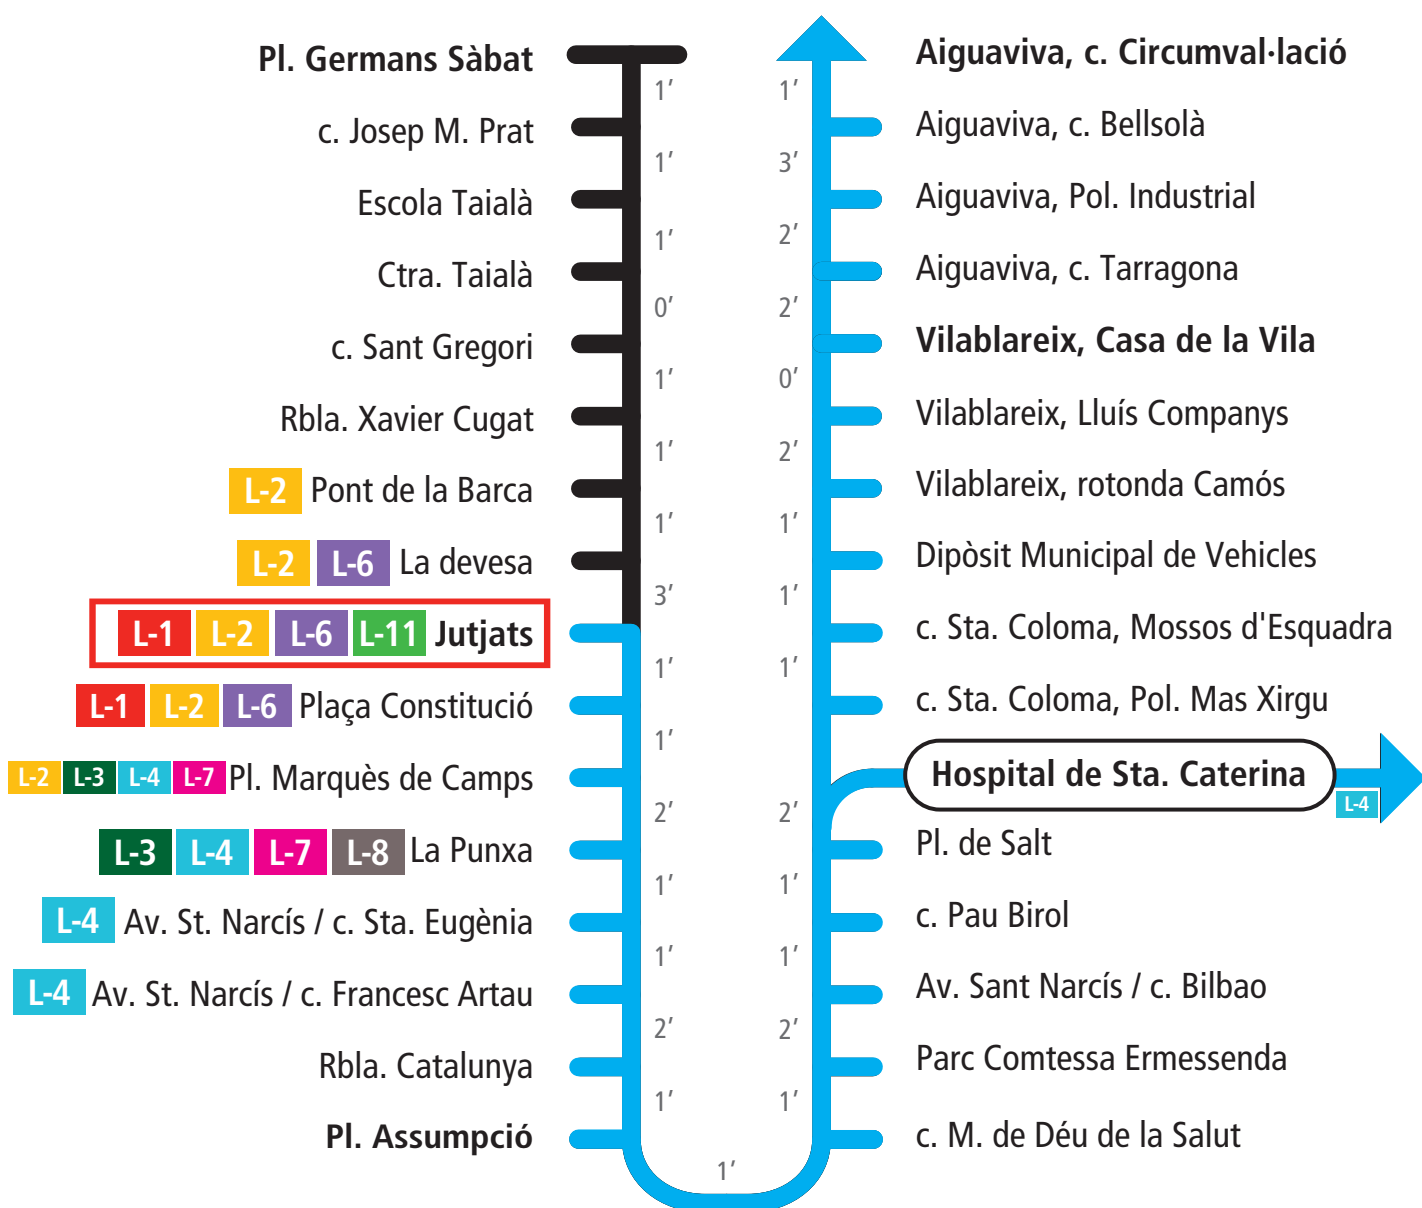 Pl. Germans Sàbat
1’
c. Josep M. Prat
1’
Escola Taialà
1’
Ctra. Taialà
0’
c. Sant Gregori
1’
Rbla. Xavier Cugat
1’
L-2 Pont de la Barca
1’
L-2 L-6 La devesa
3’
L-1 L-2 L-6 L-11 Jutjats
1’
L-1 L-2 L-6 Plaça Constitució
1’
L-2 L-3 L-4 L-7 Pl. Marquès de Camps
2’
L-3 L-4 L-7 L-8 La Punxa
1’
L-4 Av. St. Narcís / c. Sta. Eugènia
1’
L-4 Av. St. Narcís / c. Francesc Artau
2’
Rbla. Catalunya
1’
Pl. Assumpció
1’
Aiguaviva, c. Circumval·lació
1’
Aiguaviva, c. Bellsolà
3’
Aiguaviva, Pol. Industrial
2’
Aiguaviva, c. Tarragona
2’
Vilablareix, Casa de la Vila
0’
Vilablareix, Lluís Companys
2’
Vilablareix, rotonda Camós
1’
Dipòsit Municipal de Vehicles
1’
c. Sta. Coloma, Mossos d'Esquadra
1’
c. Sta. Coloma, Pol. Mas Xirgu
Hospital de Sta. Caterina
L-4
2’
Pl. de Salt
1’
c. Pau Birol
1’
Av. Sant Narcís / c. Bilbao
2’
Parc Comtessa Ermessenda
1’
c. M. de Déu de la Salut